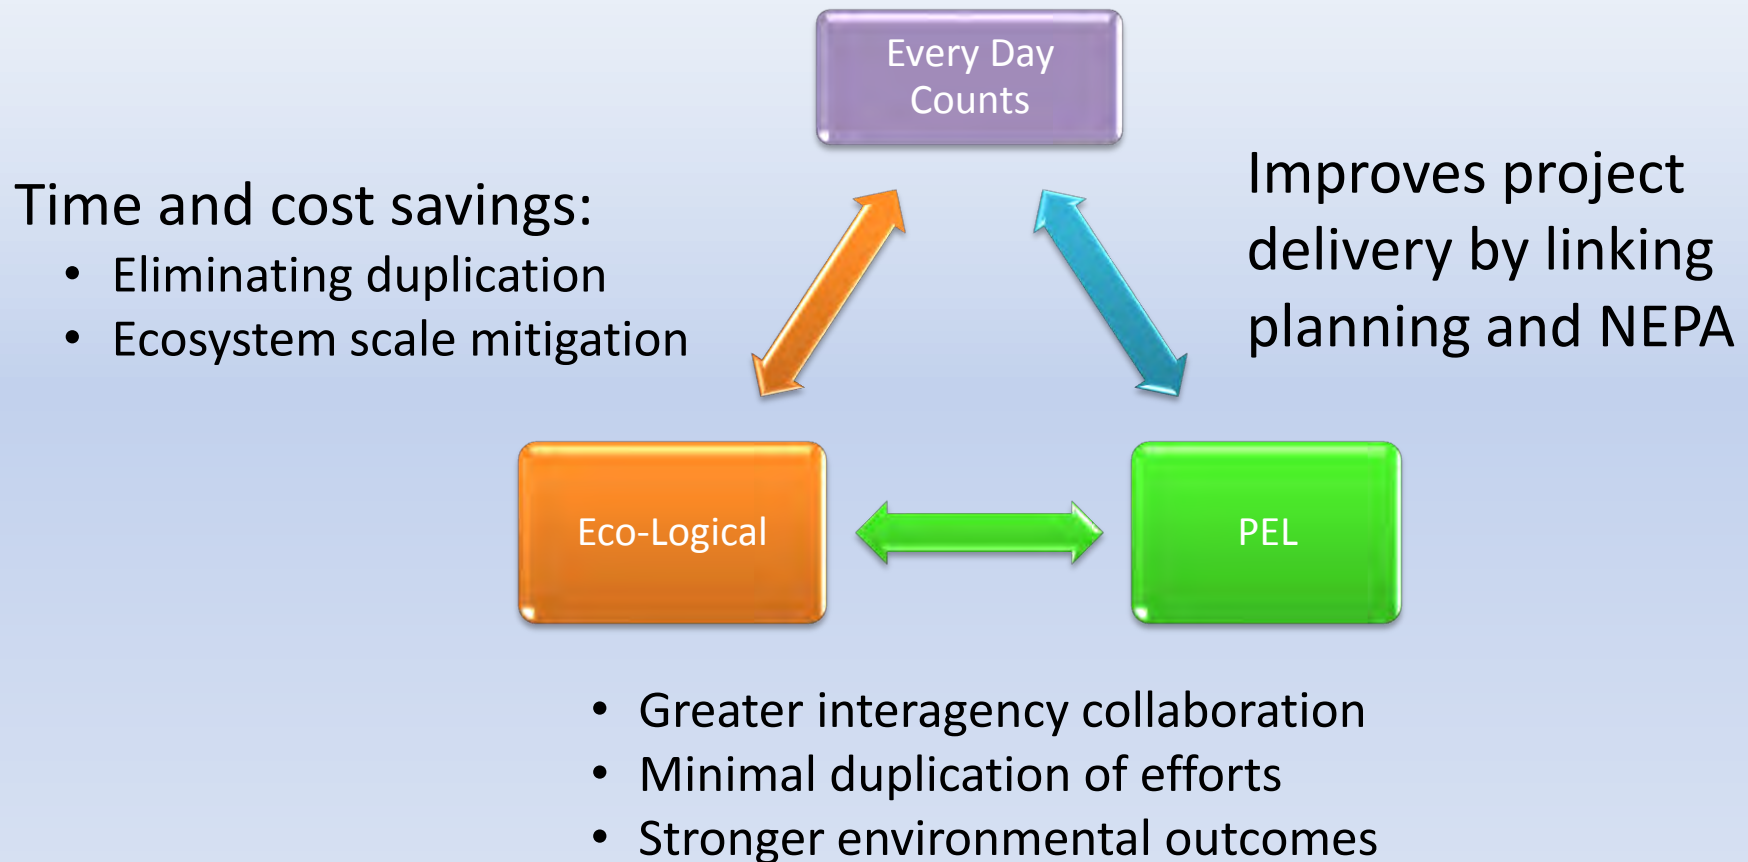 Every Day
Counts
Time and cost savings:
• Eliminating duplication
• Ecosystem scale mitigation
Improves project
delivery by linking
planning and NEPA
Eco-Logical
PEL
• Greater interagency collaboration
• Minimal duplication of efforts
• Stronger environmental outcomes